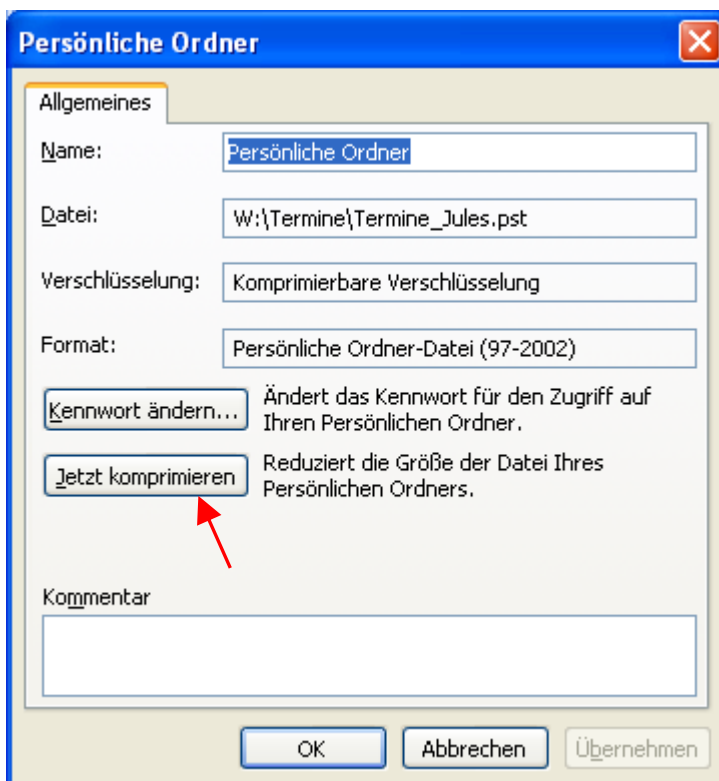 Persönliche Ordner
Allgemeines
Name: Persönliche Ordner
Datei: W:\Termine\Termine_Jules.pst
Verschlüsselung: Komprimierbare Verschlüsselung
Format: Persönliche Ordner-Datei (97-2002)
Kennwort ändern... Ändert das Kennwort für den Zugriff auf
Ihren Persönlichen Ordner.
Jetzt komprimieren Reduziert die Größe der Datei Ihres
Persönlichen Ordners.
Kommentar
OK Abbrechen Übernehmen